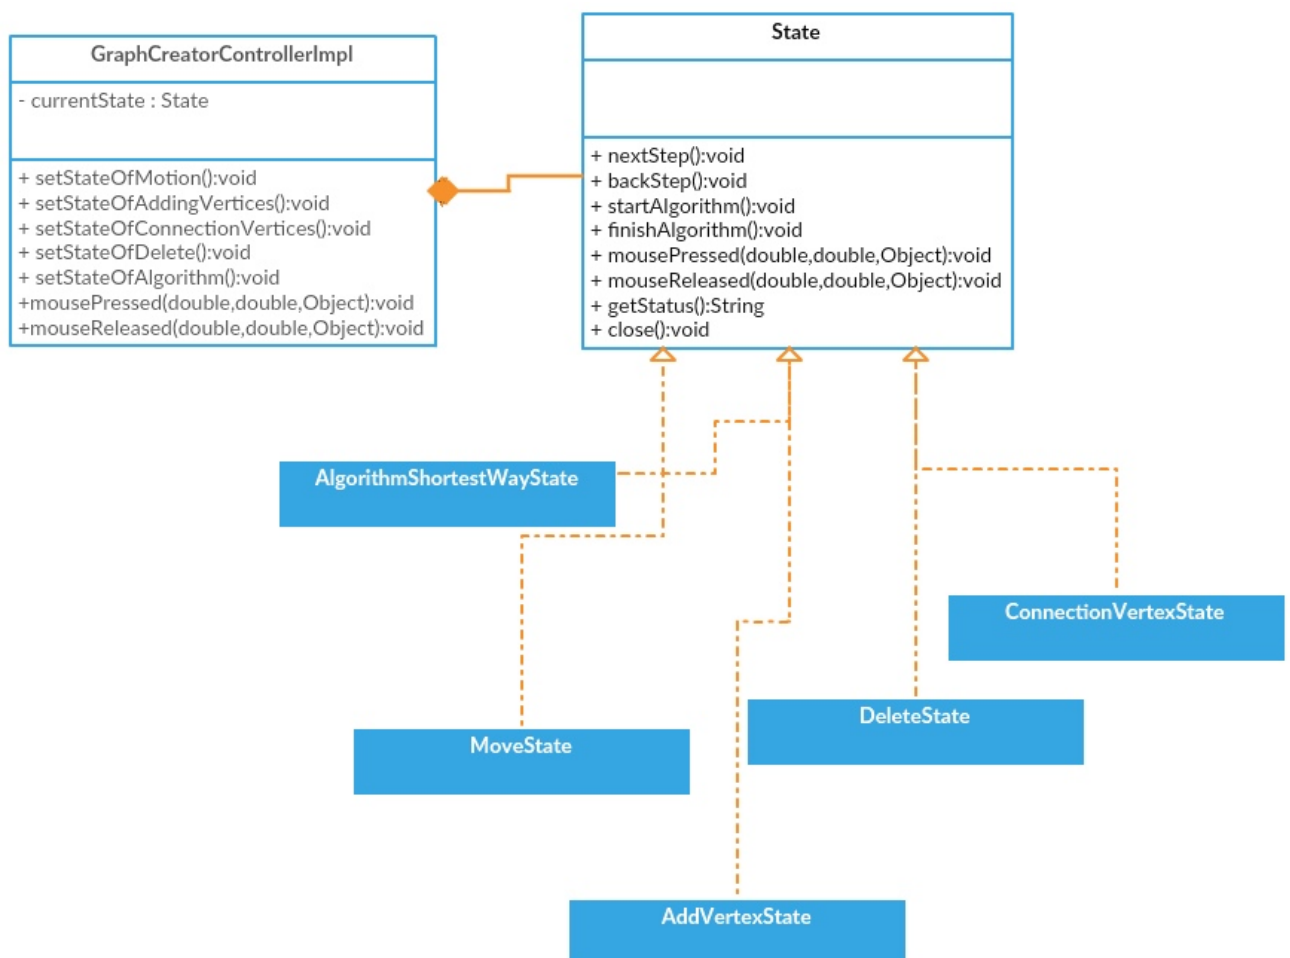 GraphCreatorControllerImpl
- currentState : State
+ setStateOfMotion():void
+ setStateOfAddingVertices():void
+ setStateOfConnectionVertices():void
+ setStateOfDelete():void
+ setStateOfAlgorithm():void
+mousePressed(double,double,Object):void
+mouseReleased(double,double,Object):void
State
+ nextStep():void
+ backStep():void
+ startAlgorithm():void
+ finishAlgorithm():void
+ mousePressed(double,double,Object):void
+ mouseReleased(double,double,Object):void
+ getStatus():String
+ close():void
AlgorithmShortestWayState
ConnectionVertexState
DeleteState
MoveState
AddVertexState